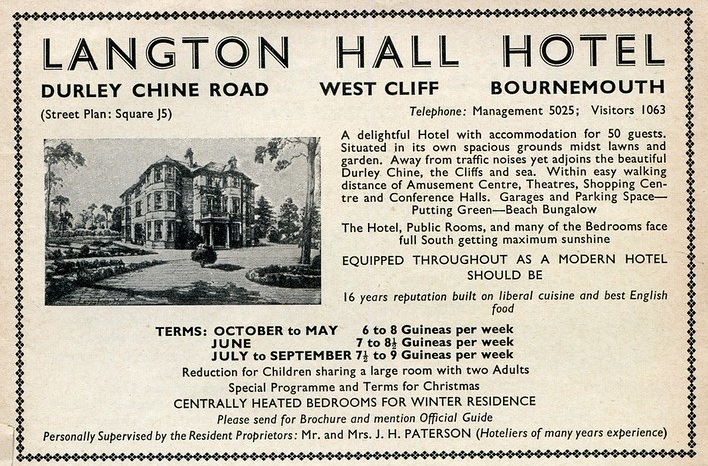 LANGTON HALL HOTEL
DURLEY CHINE ROAD WEST CLIFF BOURNEMOUTH
(Street Plan: Square J5) Telephone: Management 5025; Visitors 1063
A delightful Hotel with accommodation for 50 guests.
Situated in its own spacious grounds midst lawns and
garden. Away from traffic noises yet adjoins the beautiful
Durley Chine, the Cliffs and sea. Within easy walking
distance of Amusement Centre, Theatres, Shopping Cen-
tre and Conference Halls. Garages and Parking Space—
Putting Green—Beach Bungalow
The Hotel, Public Rooms, and many of the Bedrooms face
full South getting maximum sunshine
EQUIPPED THROUGHOUT AS A MODERN HOTEL
SHOULD BE
16 years reputation built on liberal cuisine and best English
food
TERMS: OCTOBER to MAY 6 to 8 Guineas per week
JUNE 7 to 8½ Guineas per week
JULY to SEPTEMBER 7½ to 9 Guineas per week
Reduction for Children sharing a large room with two Adults
Special Programme and Terms for Christmas
CENTRALLY HEATED BEDROOMS FOR WINTER RESIDENCE
Please send for Brochure and mention Official Guide
Personally Supervised by the Resident Proprietors: Mr. and Mrs. J. H. PATERSON (Hoteliers of many years experience)